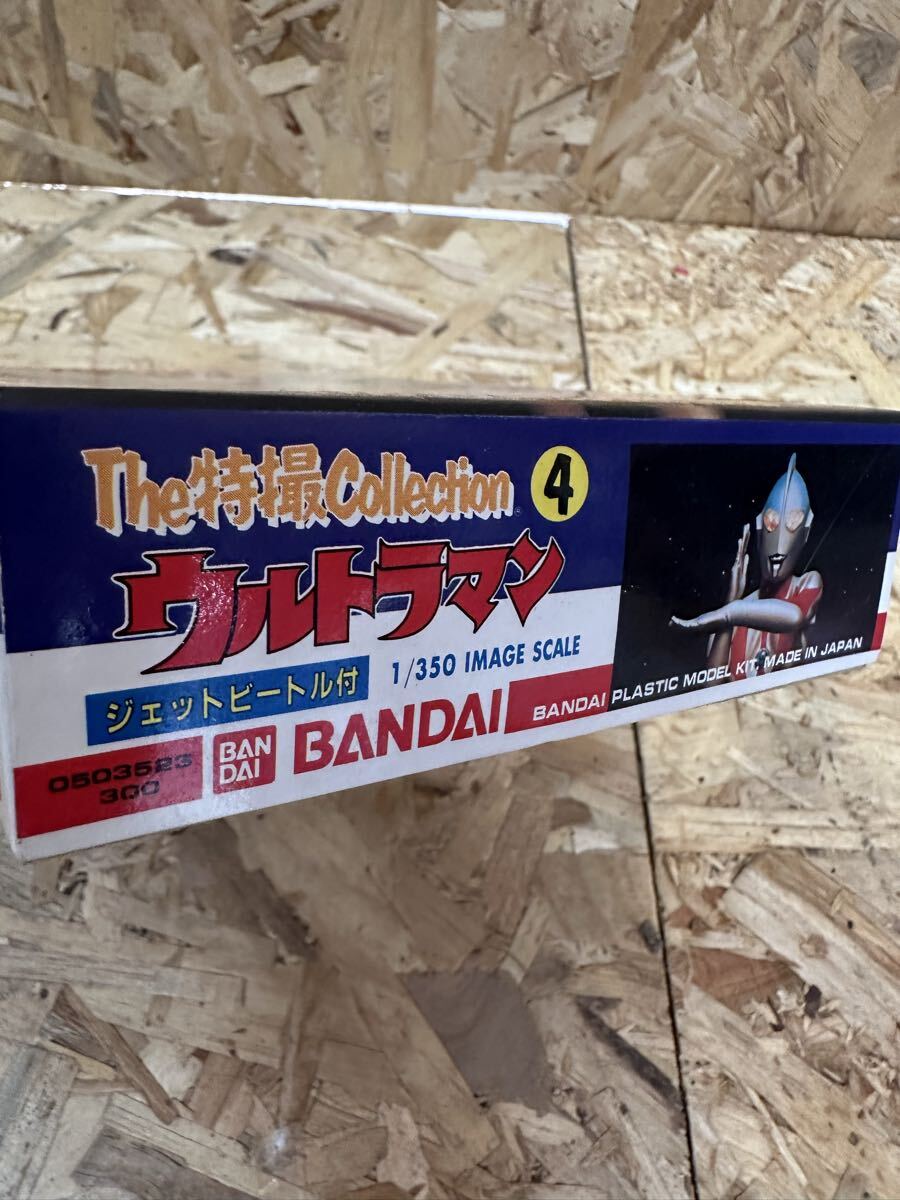 The特撮Collection 4
ウルトラマン
ジェットビートル付
1/350 IMAGE SCALE
0503523
300
BAN
DAI
BANDAI
BANDAI PLASTIC MODEL KIT, MADE IN JAPAN